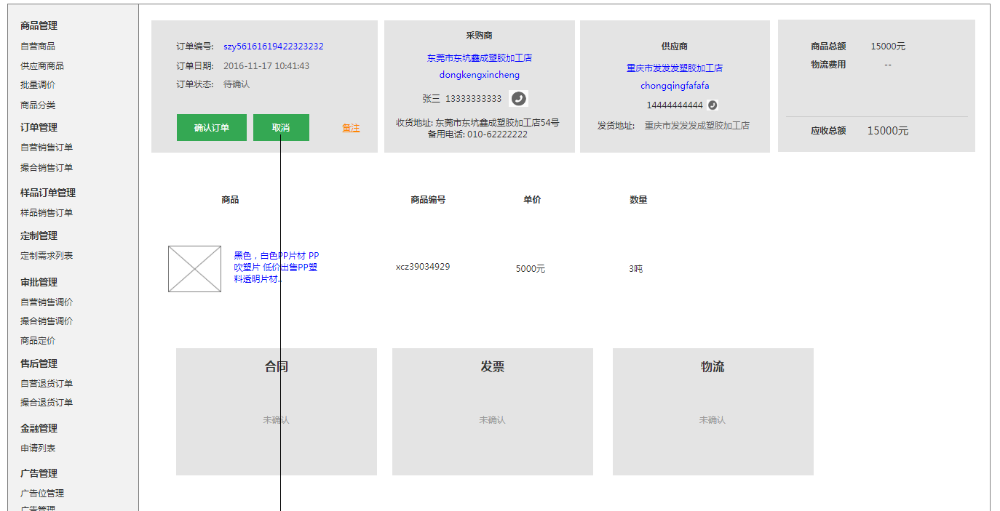 商品管理
自营商品
供应商商品
批量调价
商品分类
订单管理
自营销售订单
撮合销售订单
样品订单管理
样品销售订单
定制管理
定制需求列表
审批管理
自营销售调价
撮合销售调价
商品定价
售后管理
自营退货订单
撮合退货订单
金融管理
申请列表
广告管理
广告位管理
广告管理
订单编号: szy56161619422323232
订单日期: 2016-11-17 10:41:43
订单状态: 待确认
确认订单 取消 备注
采购商
东莞市东坑鑫成塑胶加工店
dongkengxincheng
张三 13333333333
收货地址: 东莞市东坑鑫成塑胶加工店54号
备用电话: 010-62222222
供应商
重庆市发发发塑胶加工店
chongqingfafafa
14444444444
发货地址: 重庆市发发发成塑胶加工店
商品总额 15000元
物流费用 --
应收总额 15000元
商品 商品编号 单价 数量
黑色，白色PP片材 PP
吹塑片 低价出售PP塑
料透明片材..
xcz39034929 5000元 3吨
合同
未确认
发票
未确认
物流
未确认